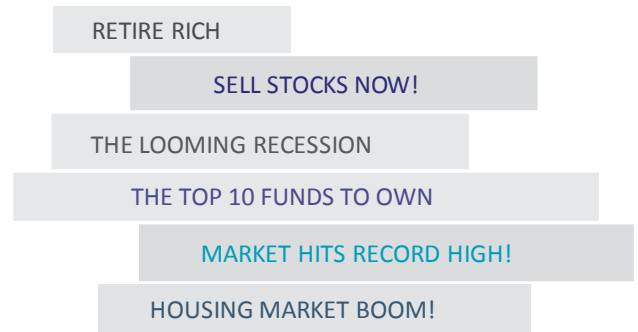 RETIRE RICH
SELL STOCKS NOW!
THE LOOMING RECESSION
THE TOP 10 FUNDS TO OWN
MARKET HITS RECORD HIGH!
HOUSING MARKET BOOM!